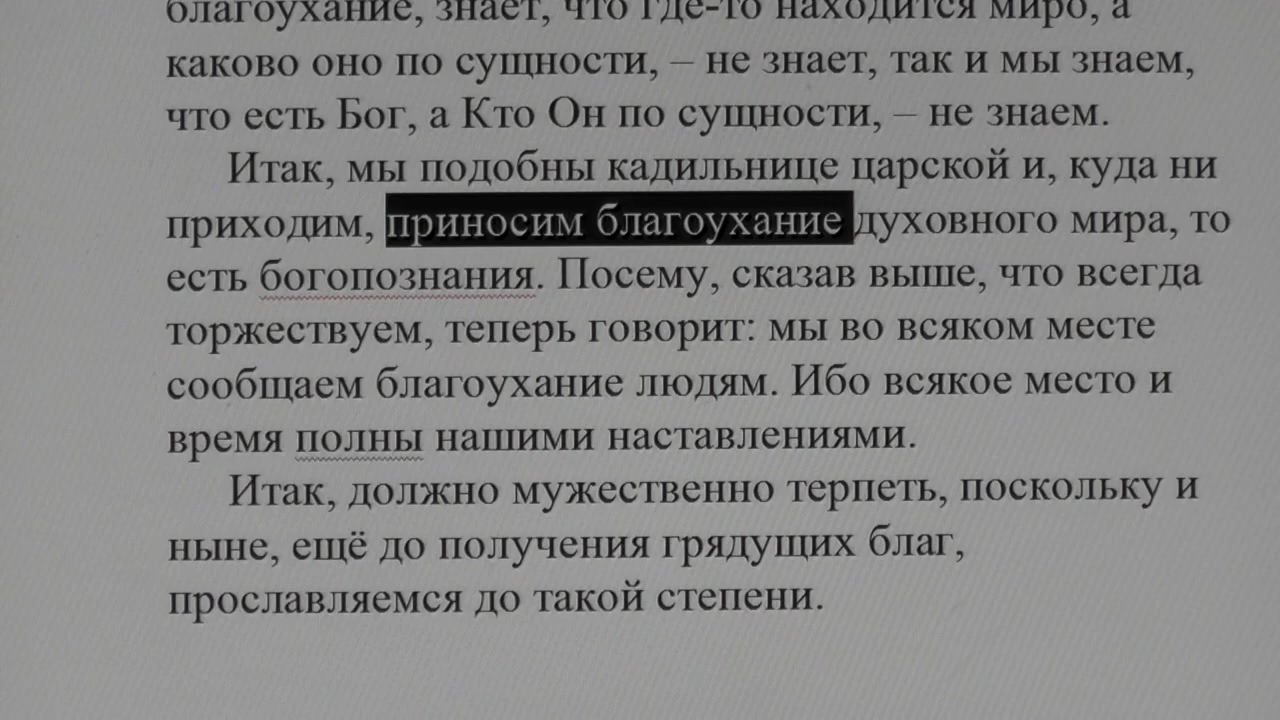 благоухание, знает, что где-то находится миро, а
каково оно по сущности, – не знает, так и мы знаем,
что есть Бог, а Кто Он по сущности, – не знаем.
Итак, мы подобны кадильнице царской и, куда ни
приходим, приносим благоухание духовного мира, то
есть богопознания. Посему, сказав выше, что всегда
торжествуем, теперь говорит: мы во всяком месте
сообщаем благоухание людям. Ибо всякое место и
время полны нашими наставлениями.
Итак, должно мужественно терпеть, поскольку и
ныне, ещё до получения грядущих благ,
прославляемся до такой степени.